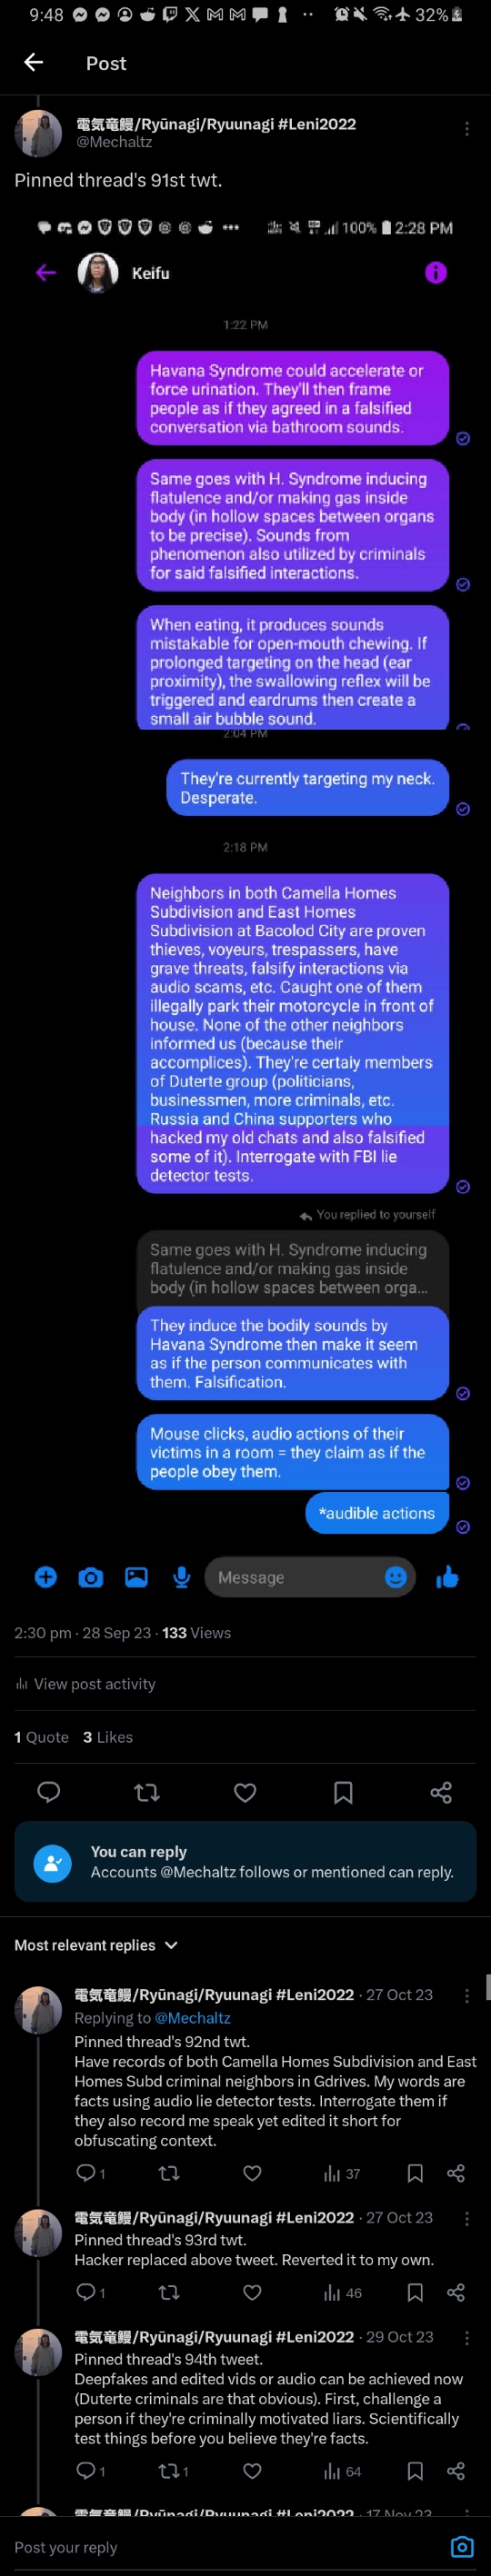 9:48
32%
Post
電気竜鰻/Ryūnagi/Ryuunagi #Leni2022
@Mechaltz
Pinned thread's 91st twt.
100% 2:28 PM
Keifu
1:22 PM
Havana Syndrome could accelerate or
force urination. They'll then frame
people as if they agreed in a falsified
conversation via bathroom sounds.
Same goes with H. Syndrome inducing
flatulence and/or making gas inside
body (in hollow spaces between organs
to be precise). Sounds from
phenomenon also utilized by criminals
for said falsified interactions.
When eating, it produces sounds
mistakable for open-mouth chewing. If
prolonged targeting on the head (ear
proximity), the swallowing reflex will be
triggered and eardrums then create a
small air bubble sound.
2:04 PM
They're currently targeting my neck.
Desperate.
2:18 PM
Neighbors in both Camella Homes
Subdivision and East Homes
Subdivision at Bacolod City are proven
thieves, voyeurs, trespassers, have
grave threats, falsify interactions via
audio scams, etc. Caught one of them
illegally park their motorcycle in front of
house. None of the other neighbors
informed us (because their
accomplices). They're certaiy members
of Duterte group (politicians,
businessmen, more criminals, etc.
Russia and China supporters who
hacked my old chats and also falsified
some of it). Interrogate with FBI lie
detector tests.
You replied to yourself
Same goes with H. Syndrome inducing
flatulence and/or making gas inside
body (in hollow spaces between orga...
They induce the bodily sounds by
Havana Syndrome then make it seem
as if the person communicates with
them. Falsification.
Mouse clicks, audio actions of their
victims in a room = they claim as if the
people obey them.
*audible actions
Message
2:30 pm · 28 Sep 23 · 133 Views
View post activity
1 Quote 3 Likes
You can reply
Accounts @Mechaltz follows or mentioned can reply.
Most relevant replies
電気竜鰻/Ryūnagi/Ryuunagi #Leni2022 · 27 Oct 23
Replying to @Mechaltz
Pinned thread's 92nd twt.
Have records of both Camella Homes Subdivision and East
Homes Subd criminal neighbors in Gdrives. My words are
facts using audio lie detector tests. Interrogate them if
they also record me speak yet edited it short for
obfuscating context.
1 37
電気竜鰻/Ryūnagi/Ryuunagi #Leni2022 · 27 Oct 23
Pinned thread's 93rd twt.
Hacker replaced above tweet. Reverted it to my own.
1 46
電気竜鰻/Ryūnagi/Ryuunagi #Leni2022 · 29 Oct 23
Pinned thread's 94th tweet.
Deepfakes and edited vids or audio can be achieved now
(Duterte criminals are that obvious). First, challenge a
person if they're criminally motivated liars. Scientifically
test things before you believe they're facts.
1 1 64
電気竜鰻/Ryūnagi/Ryuunagi #Leni2022 · 17 Nov 23
Post your reply